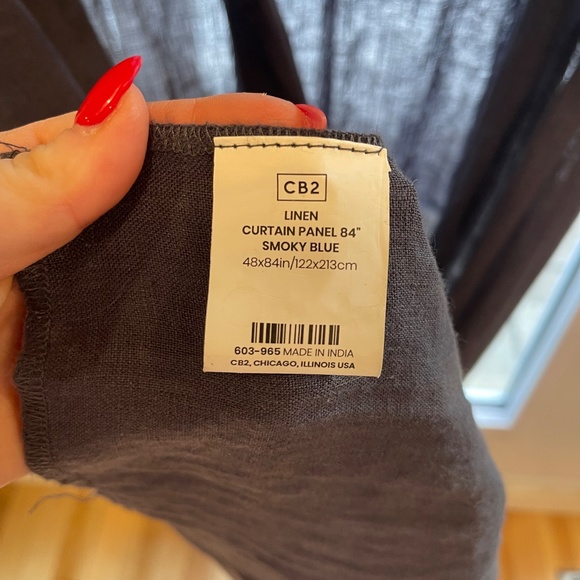 CB2
LINEN
CURTAIN PANEL 84"
SMOKY BLUE
48x84in/122x213cm
603-965 MADE IN INDIA
CB2, CHICAGO, ILLINOIS USA